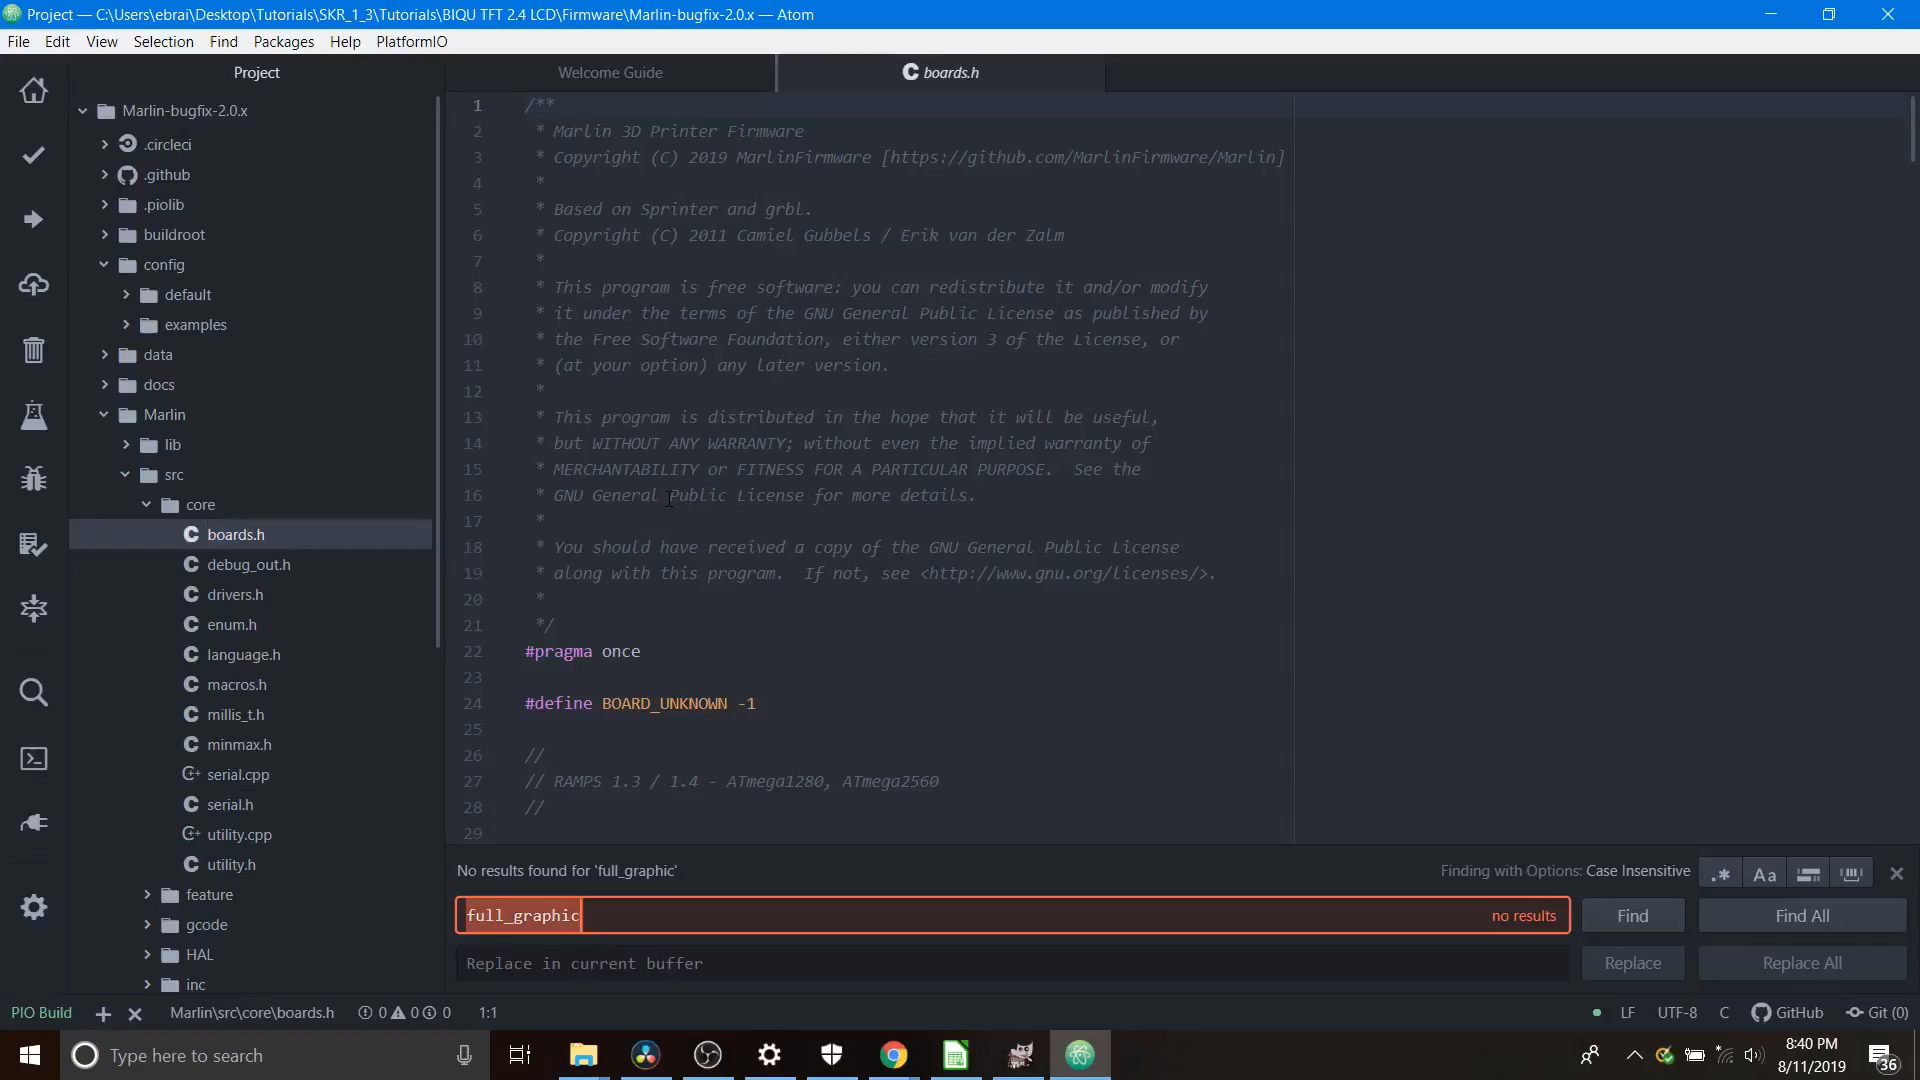 Project — C:\Users\ebrai\Desktop\Tutorials\SKR_1_3\Tutorials\BIQU TFT 2.4 LCD\Firmware\Marlin-bugfix-2.0.x — Atom
File Edit View Selection Find Packages Help PlatformIO
Project
Welcome Guide
boards.h
Marlin-bugfix-2.0.x
.circleci
.github
.piolib
buildroot
config
default
examples
data
docs
Marlin
lib
src
core
boards.h
debug_out.h
drivers.h
enum.h
language.h
macros.h
millis_t.h
minmax.h
serial.cpp
serial.h
utility.cpp
utility.h
feature
gcode
HAL
inc
1 /**
2 * Marlin 3D Printer Firmware
3 * Copyright (C) 2019 MarlinFirmware [https://github.com/MarlinFirmware/Marlin]
4 *
5 * Based on Sprinter and grbl.
6 * Copyright (C) 2011 Camiel Gubbels / Erik van der Zalm
7 *
8 * This program is free software: you can redistribute it and/or modify
9 * it under the terms of the GNU General Public License as published by
10 * the Free Software Foundation, either version 3 of the License, or
11 * (at your option) any later version.
12 *
13 * This program is distributed in the hope that it will be useful,
14 * but WITHOUT ANY WARRANTY; without even the implied warranty of
15 * MERCHANTABILITY or FITNESS FOR A PARTICULAR PURPOSE.  See the
16 * GNU General Public License for more details.
17 *
18 * You should have received a copy of the GNU General Public License
19 * along with this program.  If not, see <http://www.gnu.org/licenses/>.
20 *
21 */
22 #pragma once
23
24 #define BOARD_UNKNOWN -1
25
26 //
27 // RAMPS 1.3 / 1.4 - ATmega1280, ATmega2560
28 //
29
No results found for 'full_graphic'
Finding with Options: Case Insensitive
.* Aa
full_graphic
no results
Find
Find All
Replace in current buffer
Replace
Replace All
PIO Build
Marlin\src\core\boards.h
0 0 0
1:1
LF UTF-8 C GitHub Git (0)
Type here to search
8:40 PM
8/11/2019
36